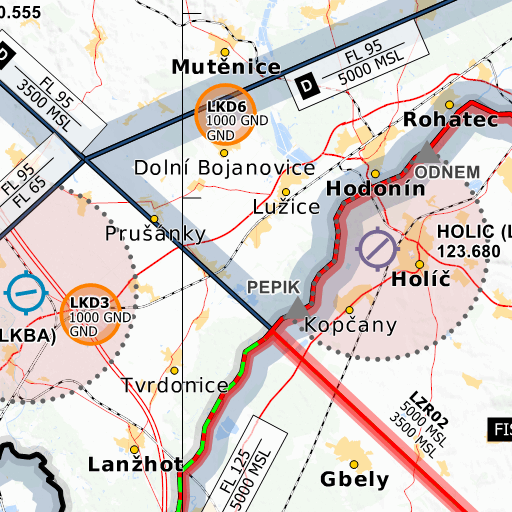 0.555
D
FL 95
3500 MSL
Mutěnice
D
FL 95
5000 MSL
LKD6
1000 GND
GND
Rohatec
Dolní Bojanovice
ODNEM
Hodonín
FL 95
FL 65
Lužice
Prušánky
HOLIC (L
123.680
Holíč
PEPIK
LKD3
1000 GND
GND
LKBA)
Kopčany
Tvrdonice
LZR02
5000 MSL
3500 MSL
FIS
Lanžhot
FL 125
5000 MSL
Gbely